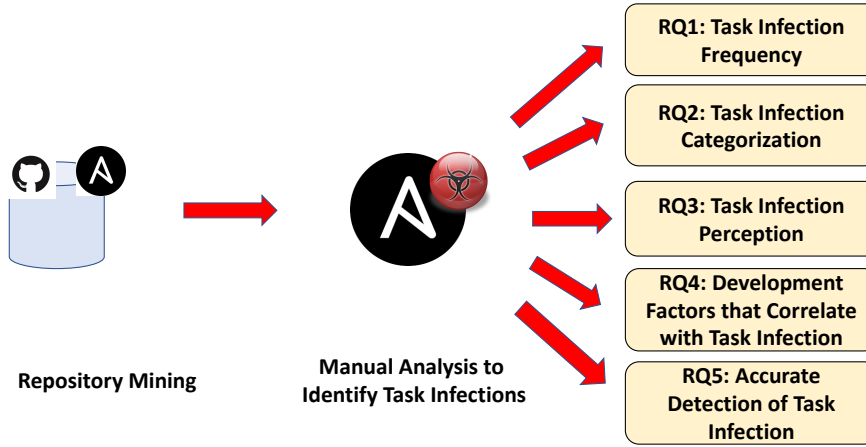 RQ1: Task Infection
Frequency
RQ2: Task Infection
Categorization
RQ3: Task Infection
Perception
RQ4: Development
Factors that Correlate
with Task Infection
RQ5: Accurate
Detection of Task
Infection
Repository Mining
Manual Analysis to
Identify Task Infections